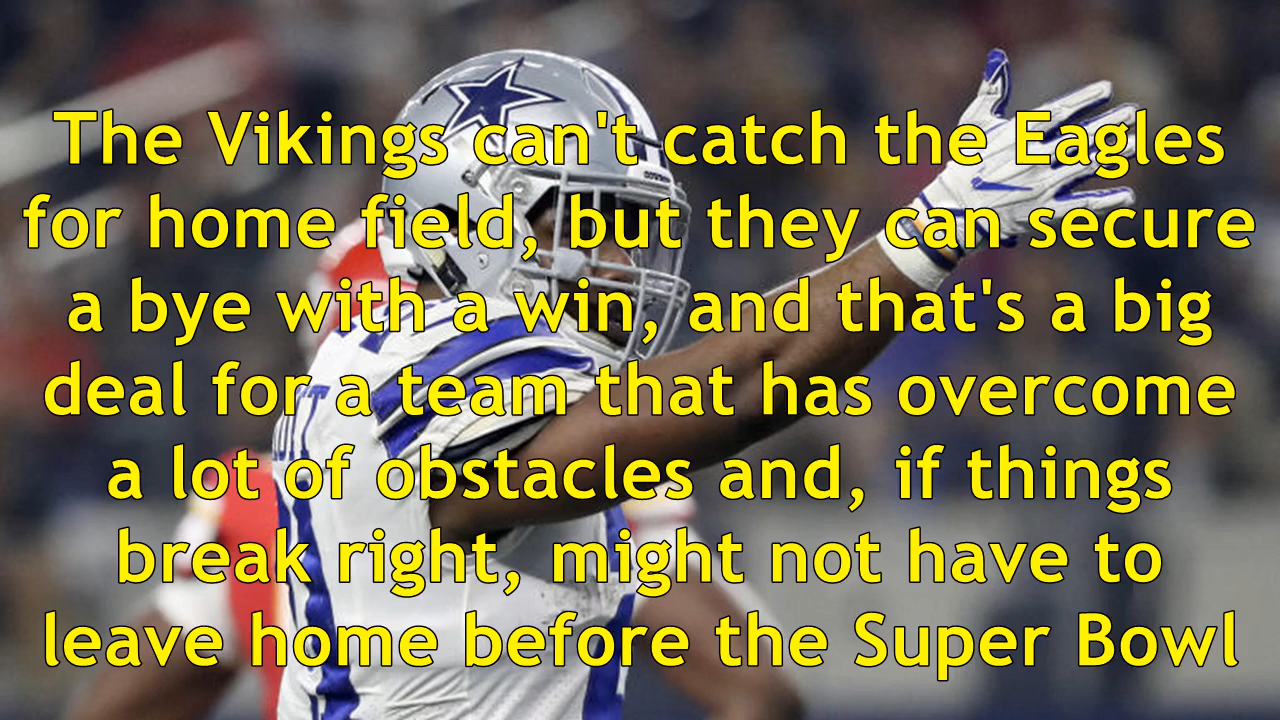 The Vikings can't catch the Eagles
for home field, but they can secure
a bye with a win, and that's a big
deal for a team that has overcome
a lot of obstacles and, if things
break right, might not have to
leave home before the Super Bowl